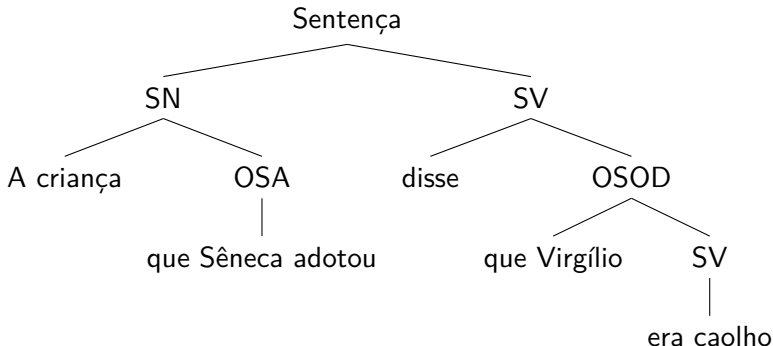 Sentença
SN SV
A criança OSA disse OSOD
que Sêneca adotou que Virgílio SV
era caolho